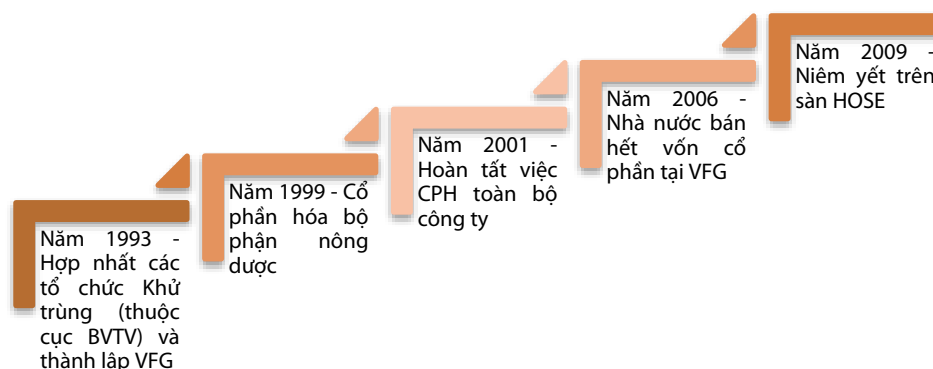 Năm 1993 -
Hợp nhất các
tổ chức Khử
trùng (thuộc
cục BVTV) và
thành lập VFG
Năm 1999 - Cổ
phần hóa bộ
phận nông
dược
Năm 2001 -
Hoàn tất việc
CPH toàn bộ
công ty
Năm 2006 -
Nhà nước bán
hết vốn cổ
phần tại VFG
Năm 2009 -
Niêm yết trên
sàn HOSE